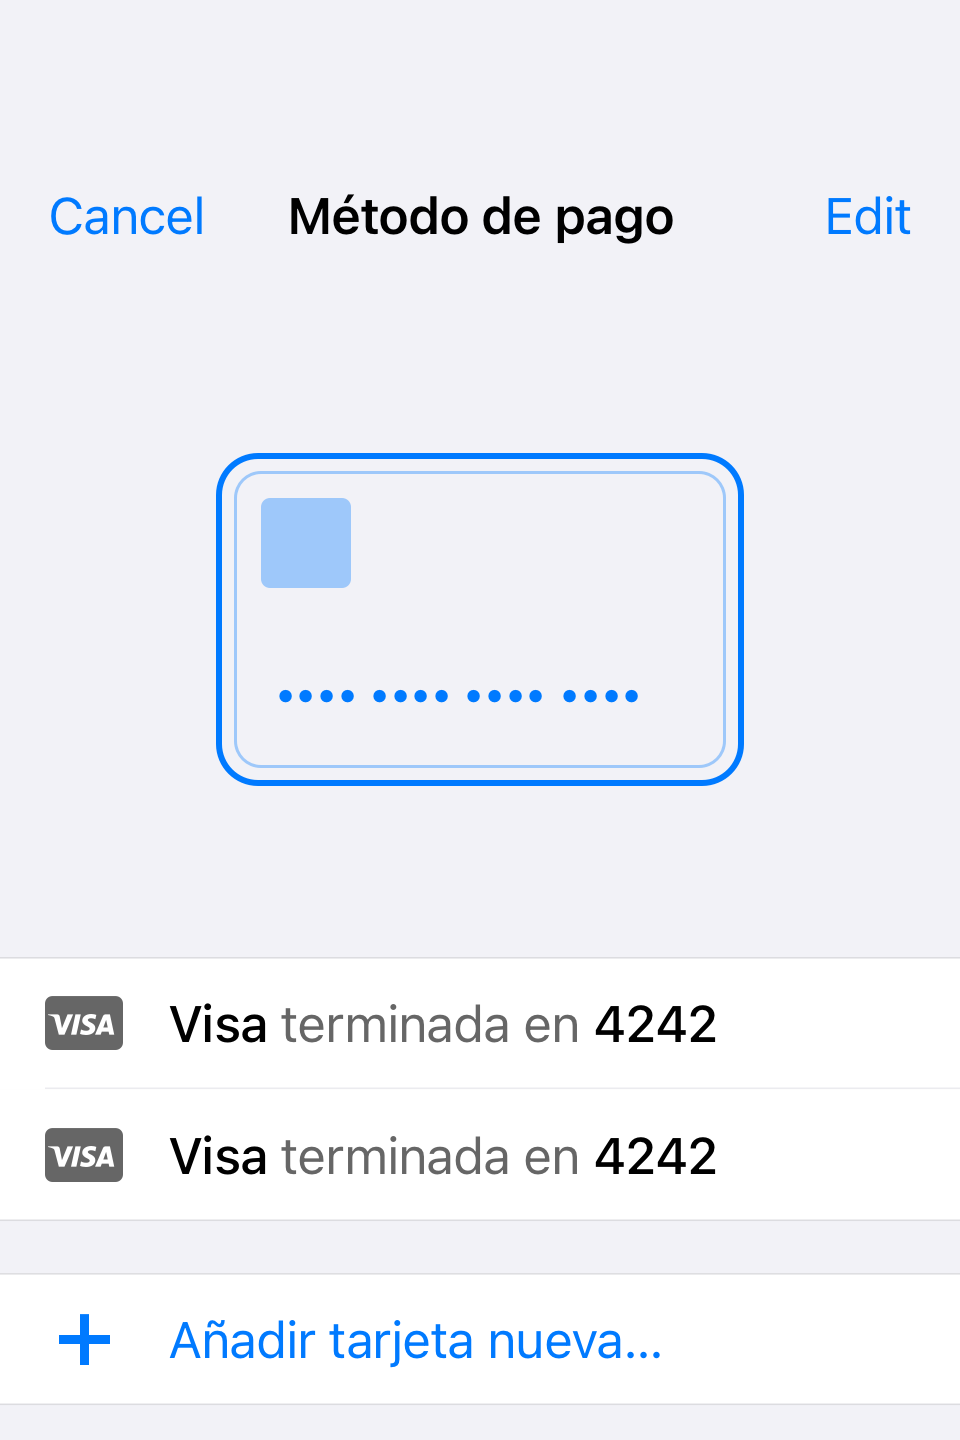 Cancel Método de pago Edit
VISA Visa terminada en 4242
VISA Visa terminada en 4242
Añadir tarjeta nueva...